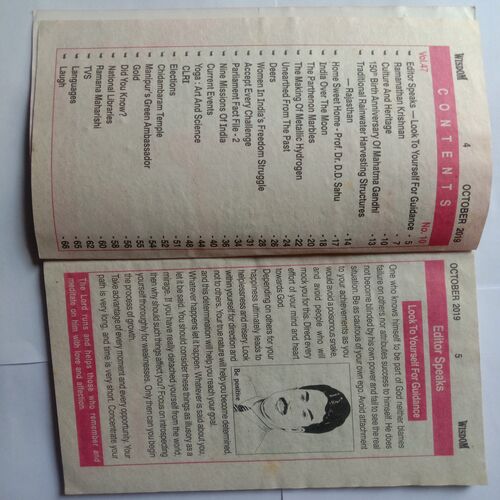 WISDOM 4 OCTOBER 2019
CONTENTS
Vol.47 No. 10
Editor Speaks — Look To Yourself For Guidance - 5
Ramanathan Krishnan - 7
Culture And Heritage - 10
150th Birth Anniversary Of Mahatma Gandhi - 11
Traditional Rainwater Harvesting Structures - 13
- Rajasthan - 14
Home Sweet Home - Prof. Dr. D.D. Sahu - 17
India Over The Moon - 18
The Parthenon Marbles - 20
The Making Of Metallic Hydrogen - 22
Unearthed From The Past - 24
Deers - 26
Women In India's Freedom Struggle - 28
Accept Every Challenge - 31
Parliament Fact File - 2 - 34
Nine Missions Of India - 36
Current Events - 40
Yoga : Art And Science - 44
CLRI - 48
Elections - 51
Chidambaram Temple - 52
Manipur's Green Ambassador - 54
Gold - 55
Did You Know? - 56
National Libraries - 58
Ramana Maharishi - 60
TVS - 62
Languages - 65
Laugh - 66
OCTOBER 2019 5 WISDOM
Editor Speaks
Look To Yourself For Guidance
One who knows himself to be part of God neither blames
failure on others nor attributes success to himself. He does
not become blinded by his own power and fail to see the real
situation. Be as cautious of your own ego. Avoid attachment
to your achievements as you
would avoid a poisonous snake,
and avoid people who will
mock you for this. Direct every
effort of your mind and heart
towards God.
Depending on others for your
happiness ultimately leads to
helplessness and misery. Look
within yourself for direction and
not to others. Your true nature will help you become determined,
and this determination will help you reach your goal.
Whatever happens let it happen. Whatever is said about you,
let it be said. You should consider these things as illusory as a
mirage. If you have really detached yourself from the world,
then why should such things affect you? Focus on introspecting
yourself thoroughly for weaknesses. Only then can you begin
the process of growth.
Take advantage of every moment and every opportunity. Your
path is very long, and time is very short. Concentrate your
Be positive
The Lord runs and helps those who remember and
meditate on him with love and affection